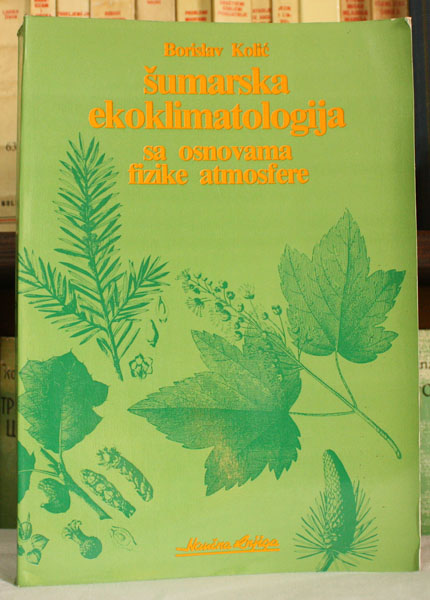 Borislav Kolić
šumarska
ekoklimatologija
sa osnovama
fizike atmosfere
Naučna knjiga